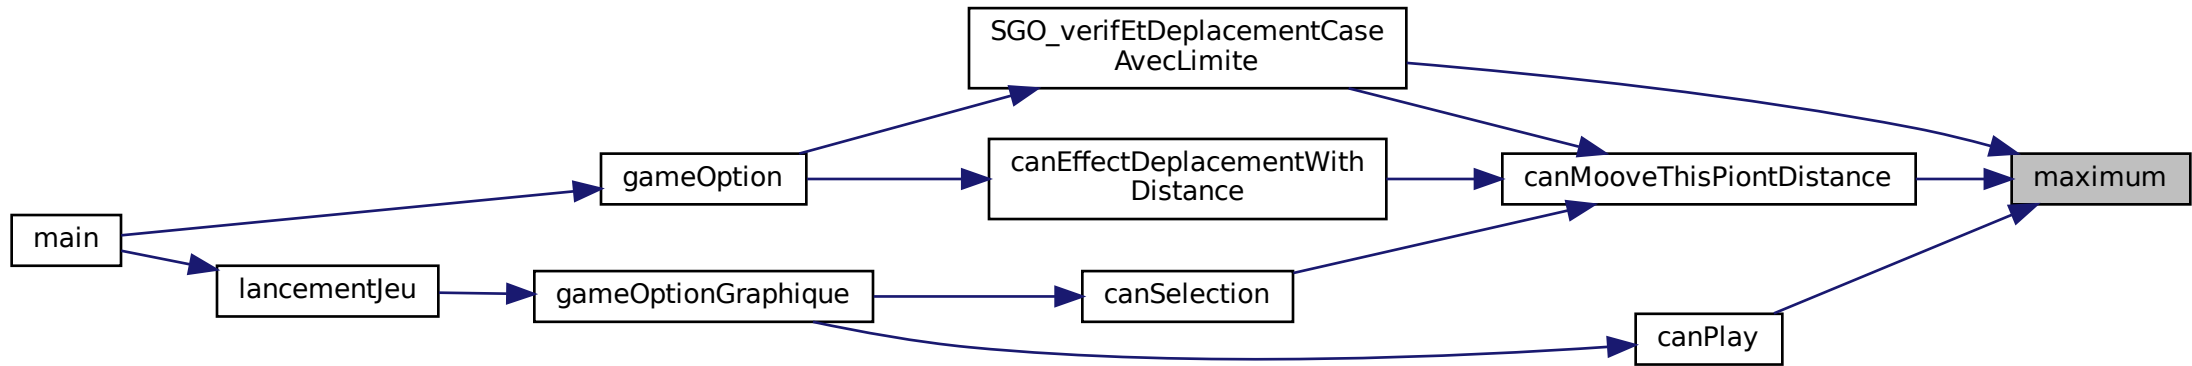 SGO_verifEtDeplacementCase
AvecLimite
gameOption
canEffectDeplacementWith
Distance
canMooveThisPiontDistance
maximum
main
lancementJeu
gameOptionGraphique
canSelection
canPlay